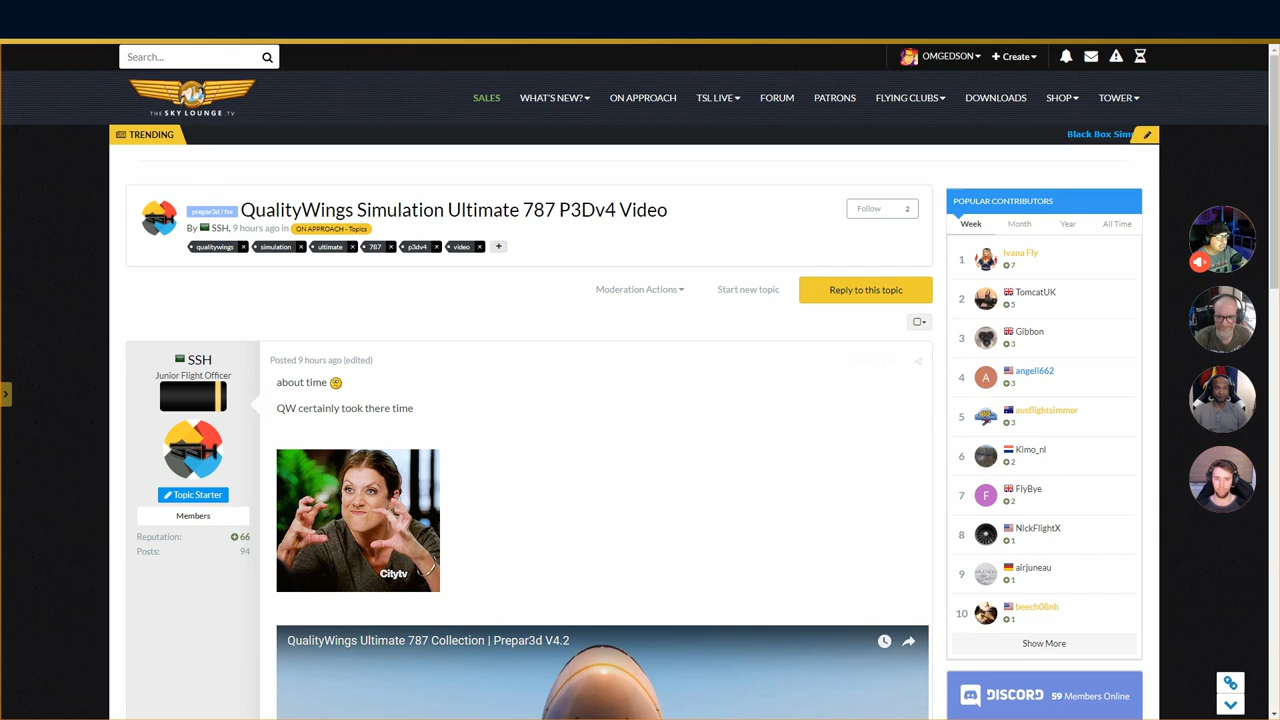 Search...
OMGEDSON
Create
THESKYLOUNGE.TV
SALES
WHAT'S NEW?
ON APPROACH
TSL LIVE
FORUM
PATRONS
FLYING CLUBS
DOWNLOADS
SHOP
TOWER
TRENDING
Black Box Sim
prepar3d / fsx
QualityWings Simulation Ultimate 787 P3Dv4 Video
By SSH, 9 hours ago in ON APPROACH - Topics
qualitywings x simulation x ultimate x 787 x p3dv4 x video x +
Follow 2
Moderation Actions
Start new topic
Reply to this topic
SSH
Junior Flight Officer
SSH
Topic Starter
Members
Reputation: 66
Posts: 94
Posted 9 hours ago (edited)
about time
QW certainly took there time
Citytv
QualityWings Ultimate 787 Collection | Prepar3d V4.2
POPULAR CONTRIBUTORS
Week Month Year All Time
1 Ivana Fly
7
2 TomcatUK
5
3 Gibbon
3
4 A angeli662
3
5 ausflightsimmer
3
6 Kimo_nl
2
7 F FlyBye
2
8 NickFlightX
1
9 airjuneau
1
10 beech08nh
1
Show More
DISCORD 59 Members Online